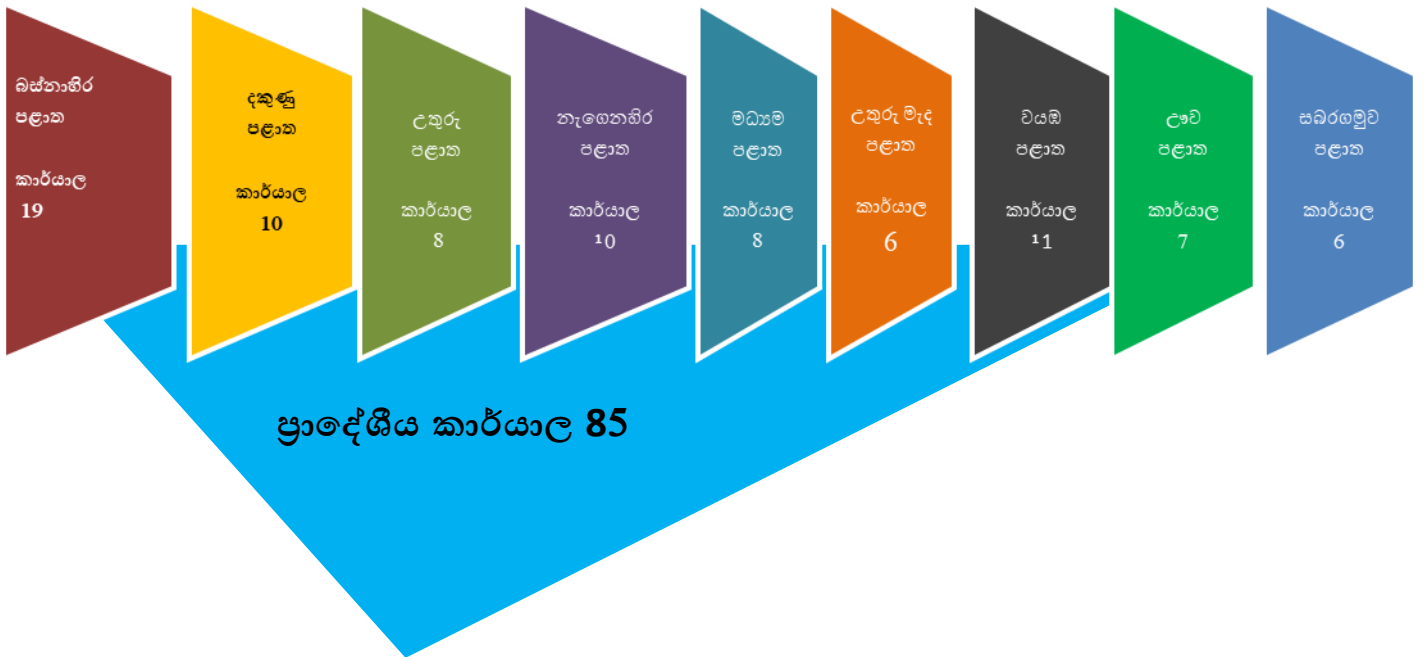 බස්නාහිර
පළාත
කාර්යාල
19
දකුණු
පළාත
කාර්යාල
10
උතුරු
පළාත
කාර්යාල
8
නැගෙනහිර
පළාත
කාර්යාල
10
මධ්‍යම
පළාත
කාර්යාල
8
උතුරු මැද
පළාත
කාර්යාල
6
වයඹ
පළාත
කාර්යාල
11
ඌව
පළාත
කාර්යාල
7
සබරගමුව
පළාත
කාර්යාල
6
ප්‍රාදේශීය කාර්යාල 85